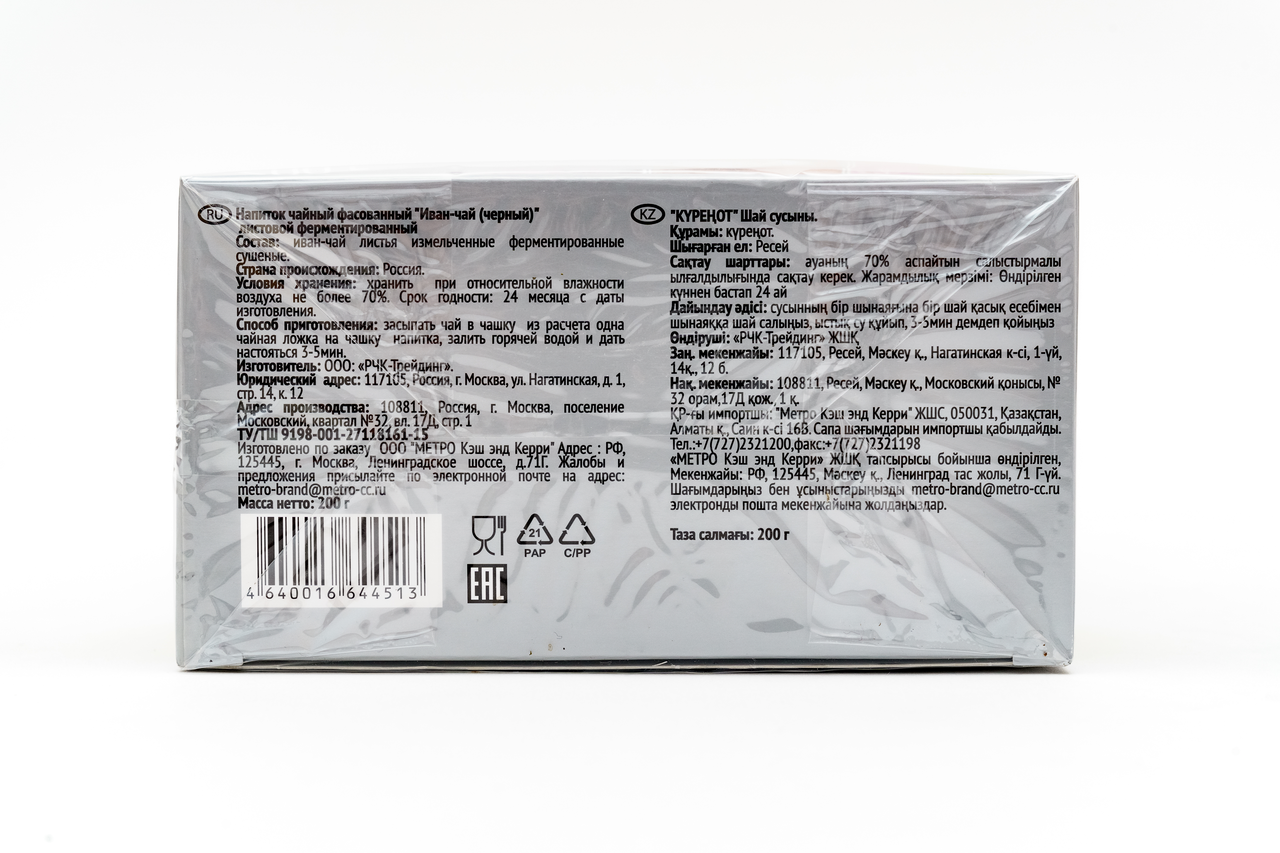 RU
Напиток чайный фасованный "Иван-чай (черный)"
листовой ферментированный
Состав: иван-чай листья измельченные ферментированные
сушеные.
Страна происхождения: Россия.
Условия хранения: хранить при относительной влажности
воздуха не более 70%. Срок годности: 24 месяца с даты
изготовления.
Способ приготовления: засыпать чай в чашку из расчета одна
чайная ложка на чашку напитка, залить горячей водой и дать
настояться 3-5мин.
Изготовитель: ООО: «РЧК-Трейдинг».
Юридический адрес: 117105, Россия, г. Москва, ул. Нагатинская, д. 1,
стр. 14, к. 12
Адрес производства: 108811, Россия, г. Москва, поселение
Московский, квартал №32, вл. 17Д, стр. 1
ТУ/ТШ 9198-001-27118161-15
Изготовлено по заказу ООО "МЕТРО Кэш энд Керри" Адрес : РФ,
125445, г. Москва, Ленинградское шоссе, д.71Г. Жалобы и
предложения присылайте по электронной почте на адрес:
metro-brand@metro-cc.ru
Масса нетто: 200 г
4 640016 644513
21
PAP
C/PP
EAC
KZ
"КҮРЕҢОТ" Шай сусыны.
Құрамы: күреңот.
Шығарған ел: Ресей
Сақтау шарттары: ауаның 70% аспайтын салыстырмалы
ылғалдылығында сақтау керек. Жарамдылық мерзімі: Өндірілген
күннен бастап 24 ай
Дайындау әдісі: сусынның бір шынаяғына бір шай қасық есебімен
шынаяққа шай салыңыз, ыстық су құйып, 3-5мин демдеп қойыңыз
Өндіруші: «РЧК-Трейдинг» ЖШҚ
Заң. мекенжайы: 117105, Ресей, Мәскеу қ., Нагатинская к-сі, 1-үй,
14қ., 12 б.
Нақ. мекенжайы: 108811, Ресей, Мәскеу қ., Московский қонысы, №
32 орам,17Д қож., 1 қ.
ҚР-ғы импортшы: "Метро Кэш энд Керри" ЖШС, 050031, Қазақстан,
Алматы қ., Саин к-сі 16В. Сапа шағымдарын импортшы қабылдайды.
Тел.:+7(727)2321200,факс:+7(727)2321198
«МЕТРО Кэш энд Керри» ЖШҚ тапсырысы бойынша өндірілген,
Мекенжайы: РФ, 125445, Мәскеу қ., Ленинград тас жолы, 71 Г-үй.
Шағымдарыңыз бен ұсыныстарыңызды metro-brand@metro-cc.ru
электронды пошта мекенжайына жолдаңыздар.
Таза салмағы: 200 г